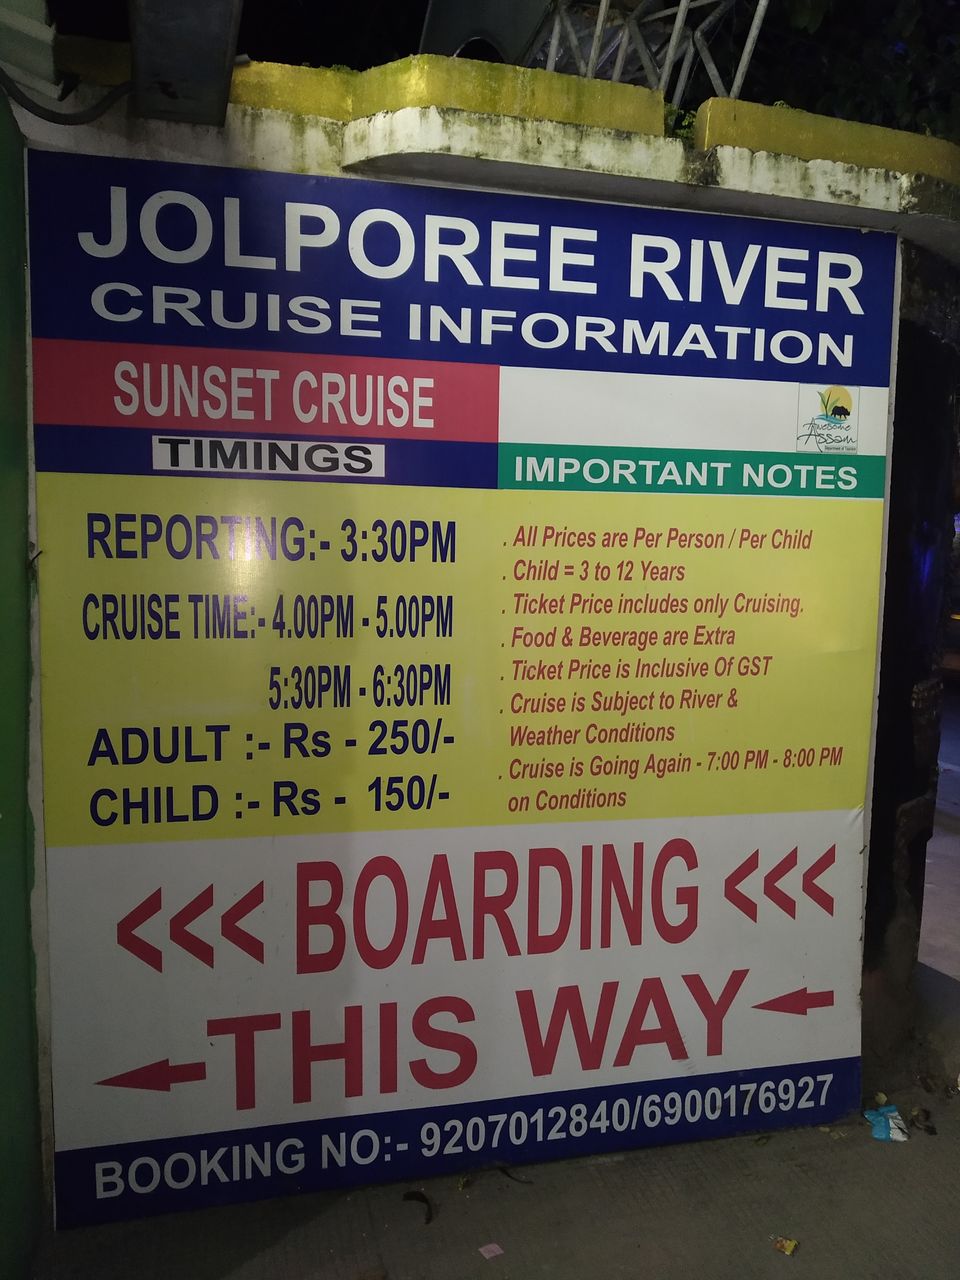 JOLPOREE RIVER
CRUISE INFORMATION
SUNSET CRUISE
TIMINGS
REPORTING:- 3:30PM
CRUISE TIME:- 4.00PM - 5.00PM
5:30PM - 6:30PM
ADULT :- Rs - 250/-
CHILD :- Rs - 150/-
Awesome
Assam
Department of Tourism
IMPORTANT NOTES
. All Prices are Per Person / Per Child
. Child = 3 to 12 Years
. Ticket Price includes only Cruising.
. Food & Beverage are Extra
. Ticket Price is Inclusive Of GST
. Cruise is Subject to River &
Weather Conditions
. Cruise is Going Again - 7:00 PM - 8:00 PM
on Conditions
<<< BOARDING <<<
←THIS WAY←
BOOKING NO:- 9207012840/6900176927